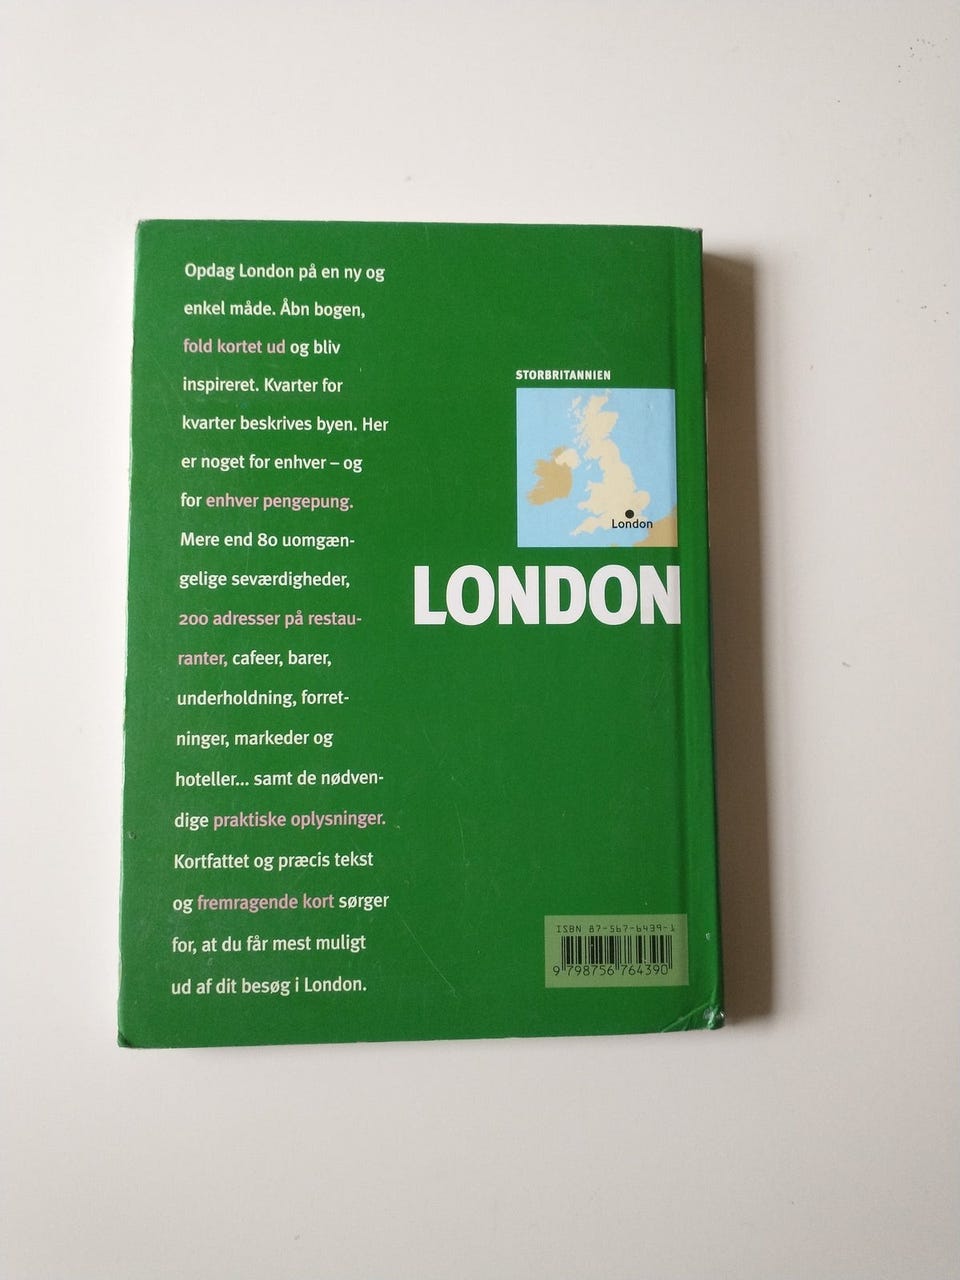 Opdag London på en ny og
enkel måde. Åbn bogen,
fold kortet ud og bliv
inspireret. Kvarter for
kvarter beskrives byen. Her
er noget for enhver – og
for enhver pengepung.
Mere end 80 uomgæn-
gelige seværdigheder,
200 adresser på restau-
ranter, cafeer, barer,
underholdning, forret-
ninger, markeder og
hoteller... samt de nødven-
dige praktiske oplysninger.
Kortfattet og præcis tekst
og fremragende kort sørger
for, at du får mest muligt
ud af dit besøg i London.
STORBRITANNIEN
London
LONDON
ISBN 87-567-6439-1
9 798756 764390